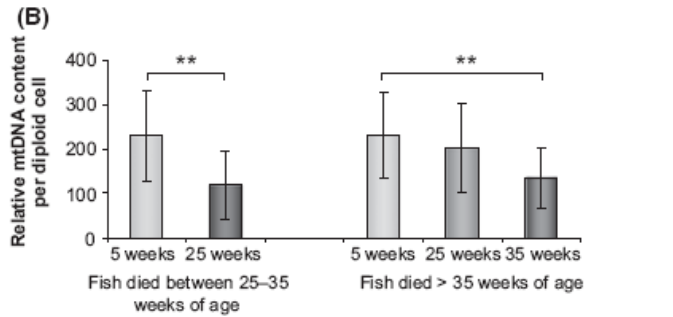 (B)
Relative mtDNA content
per diploid cell
400
300
200
100
0
**
**
5 weeks 25 weeks
5 weeks 25 weeks 35 weeks
Fish died between 25–35
weeks of age
Fish died > 35 weeks of age